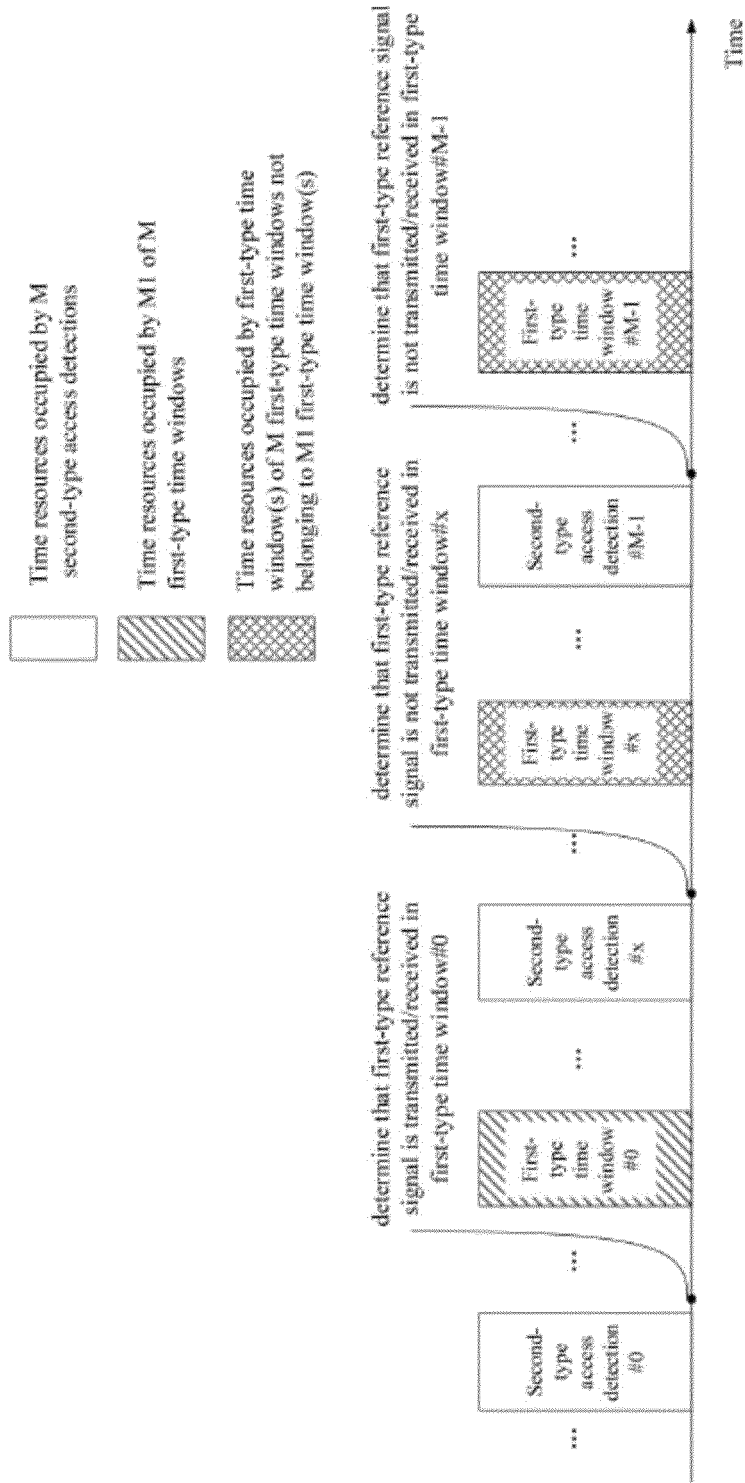 Time resources occupied by M
second-type access detections
Time resources occupied by M1 of M
first-type time windows
Time resources occupied by first-type time
window(s) of M first-type time windows not
belonging to M1 first-type time window(s)
determine that first-type reference
signal is transmitted/received in
first-type time window#0
determine that first-type reference
signal is not transmitted/received in
first-type time window#x
determine that first-type reference signal
is not transmitted/received in first-type
time window#M-1
...
Second-
type
access
detection
#0
...
First-
type
time
window
#0
...
Second-
type
access
detection
#x
...
First-
type
time
window
#x
...
Second-
type
access
detection
#M-1
...
First-
type
time
window
#M-1
...
Time